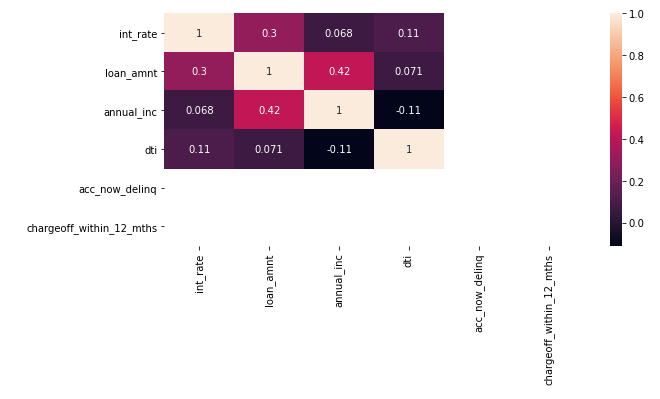 int_rate 1 0.3 0.068 0.11
loan_amnt 0.3 1 0.42 0.071
annual_inc 0.068 0.42 1 -0.11
dti 0.11 0.071 -0.11 1
acc_now_delinq
chargeoff_within_12_mths
int_rate
loan_amnt
annual_inc
dti
acc_now_delinq
chargeoff_within_12_mths
1.0
0.8
0.6
0.4
0.2
0.0